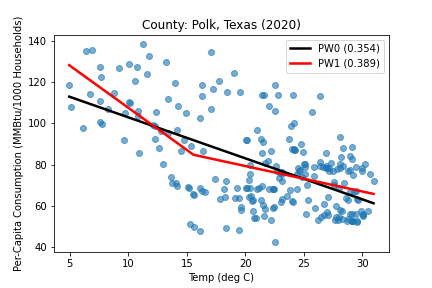 County: Polk, Texas (2020)
Per-Capita Consumption (MMBtu/1000 Households)
140
120
100
80
60
40
PW0 (0.354)
PW1 (0.389)
5 10 15 20 25 30
Temp (deg C)